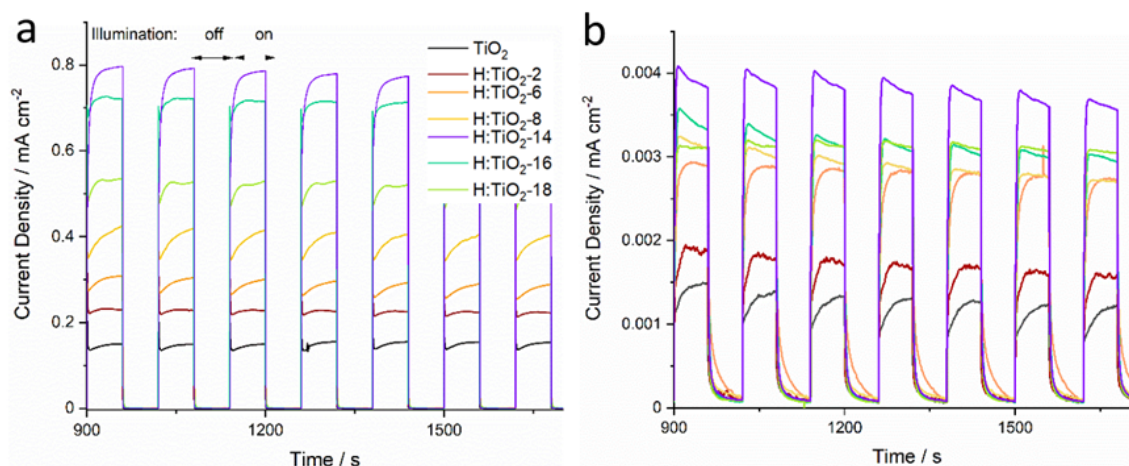 a
Illumination: off on
Current Density / mA cm⁻²
0.8
0.6
0.4
0.2
0
900
1200
1500
Time / s
TiO₂
H:TiO₂-2
H:TiO₂-6
H:TiO₂-8
H:TiO₂-14
H:TiO₂-16
H:TiO₂-18
b
Current Density / mA cm⁻²
0.004
0.003
0.002
0.001
0.000
900
1200
1500
Time / s